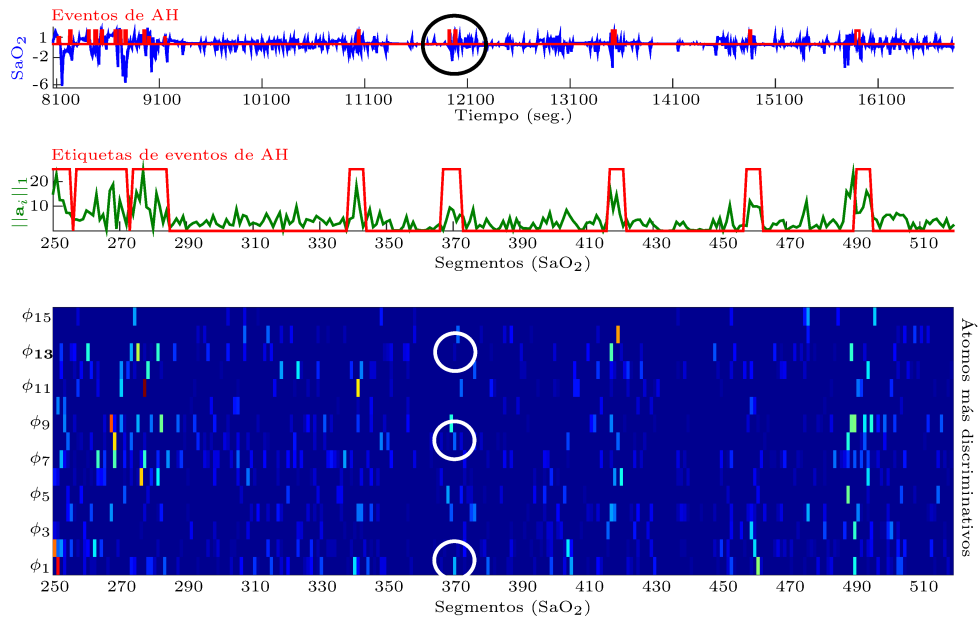 Eventos de AH
SaO2
1
-2
-6
8100 9100 10100 11100 12100 13100 14100 15100 16100
Tiempo (seg.)
Etiquetas de eventos de AH
||a_i||_1
20
10
250 270 290 310 330 350 370 390 410 430 450 470 490 510
Segmentos (SaO2)
ϕ15
ϕ13
ϕ11
ϕ9
ϕ7
ϕ5
ϕ3
ϕ1
Átomos más discriminativos
250 270 290 310 330 350 370 390 410 430 450 470 490 510
Segmentos (SaO2)